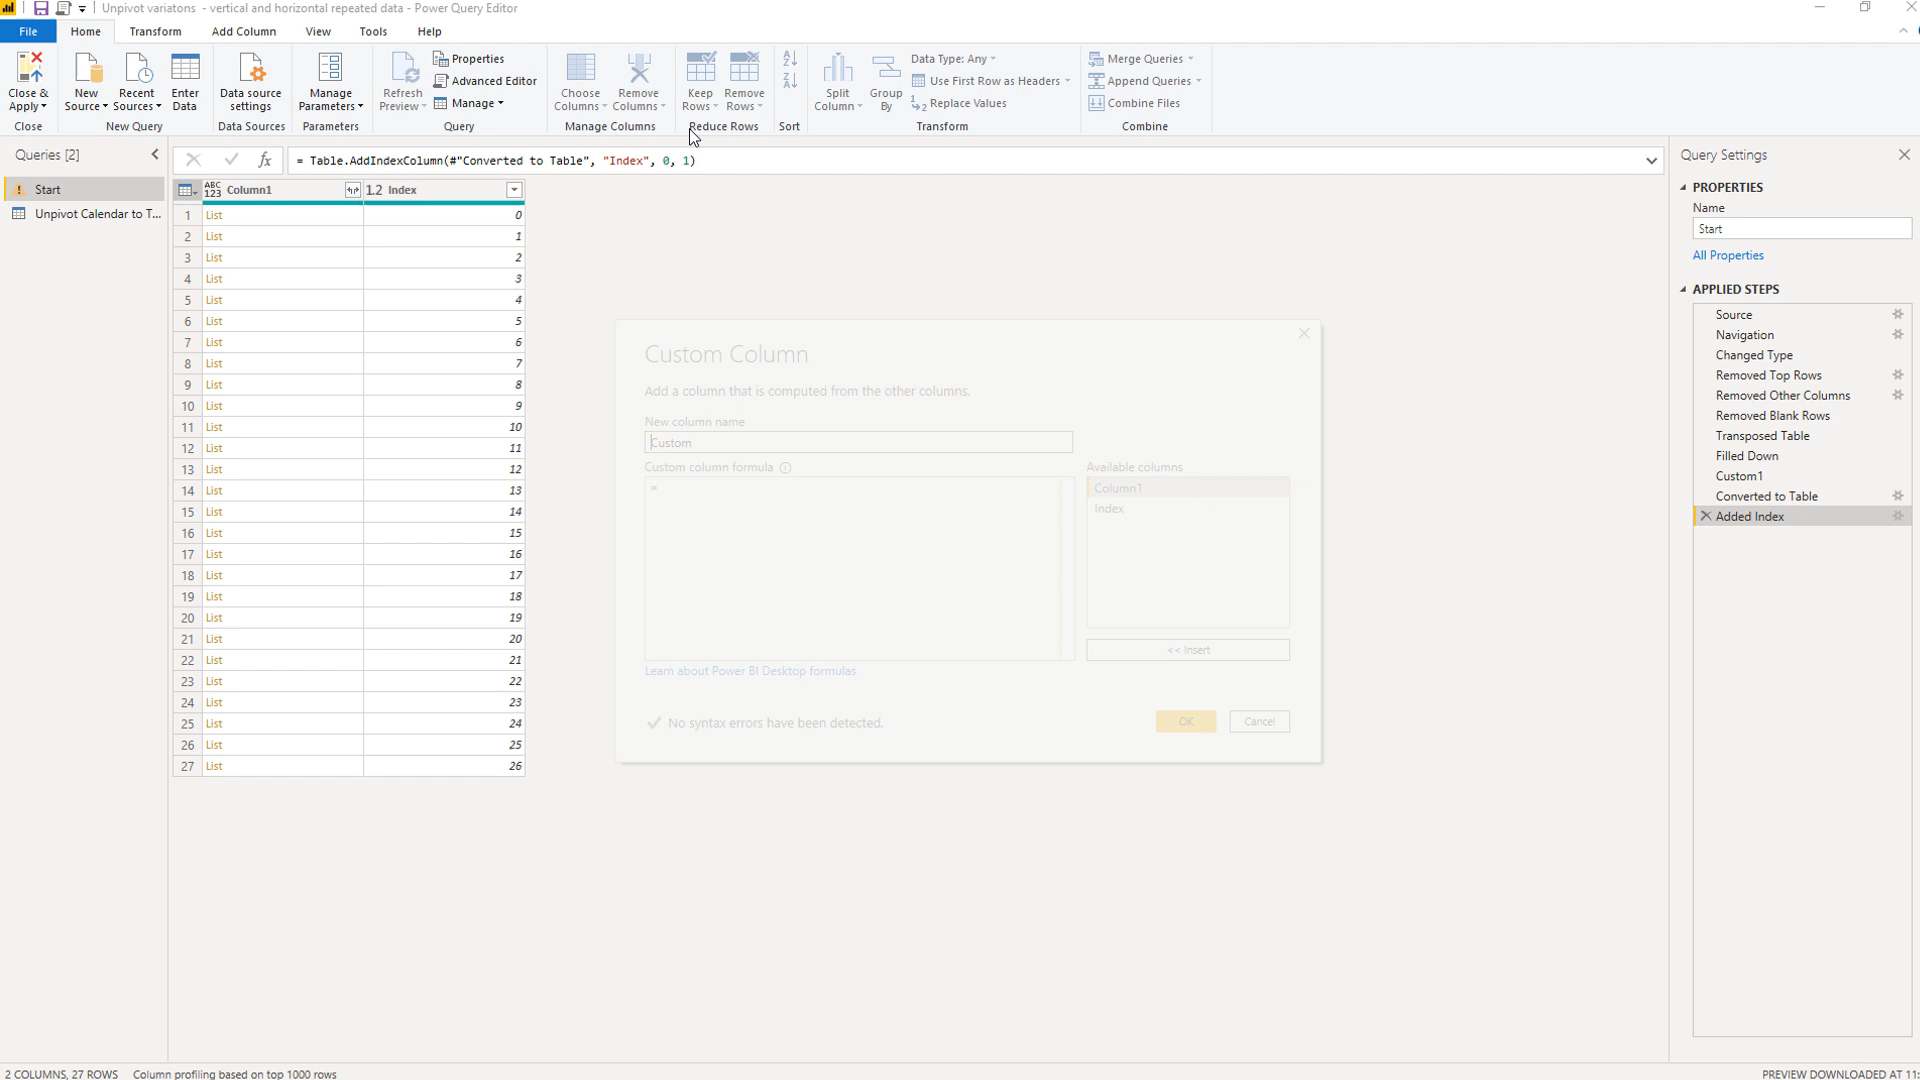 Unpivot variatons - vertical and horizontal repeated data - Power Query Editor
File Home Transform Add Column View Tools Help
Close & Apply
New Source
Recent Sources
Enter Data
Data source settings
Manage Parameters
Refresh Preview
Properties
Advanced Editor
Manage
Choose Columns
Remove Columns
Keep Rows
Remove Rows
Split Column
Group By
Data Type: Any
Use First Row as Headers
Replace Values
Merge Queries
Append Queries
Combine Files
Close New Query Data Sources Parameters Query Manage Columns Reduce Rows Sort Transform Combine
Queries [2]
Start
Unpivot Calendar to T...
fx = Table.AddIndexColumn(#"Converted to Table", "Index", 0, 1)
ABC 123 Column1 1.2 Index
1 List 0
2 List 1
3 List 2
4 List 3
5 List 4
6 List 5
7 List 6
8 List 7
9 List 8
10 List 9
11 List 10
12 List 11
13 List 12
14 List 13
15 List 14
16 List 15
17 List 16
18 List 17
19 List 18
20 List 19
21 List 20
22 List 21
23 List 22
24 List 23
25 List 24
26 List 25
27 List 26
Custom Column
Add a column that is computed from the other columns.
New column name
Custom
Custom column formula
=
Available columns
Column1
Index
<< Insert
Learn about Power BI Desktop formulas
No syntax errors have been detected.
OK Cancel
Query Settings
PROPERTIES
Name
Start
All Properties
APPLIED STEPS
Source
Navigation
Changed Type
Removed Top Rows
Removed Other Columns
Removed Blank Rows
Transposed Table
Filled Down
Custom1
Converted to Table
Added Index
2 COLUMNS, 27 ROWS Column profiling based on top 1000 rows
PREVIEW DOWNLOADED AT 11: